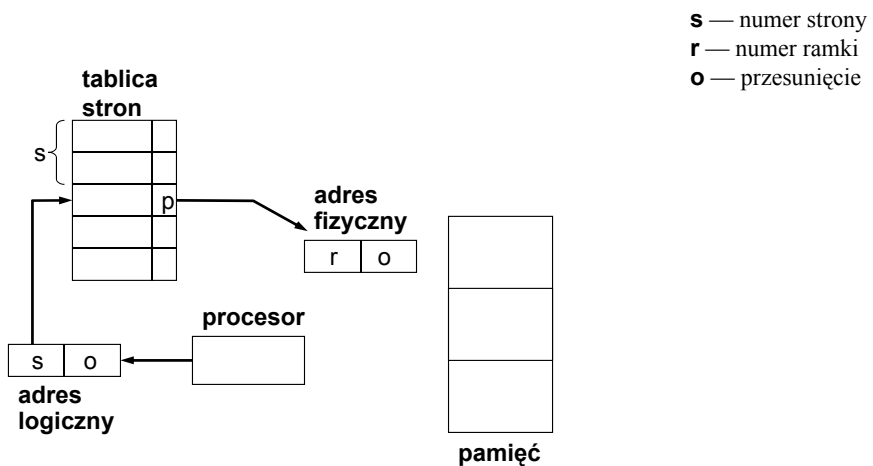 s — numer strony
r — numer ramki
o — przesunięcie
tablica
stron
s
p
adres
fizyczny
r o
procesor
s o
adres
logiczny
pamięć